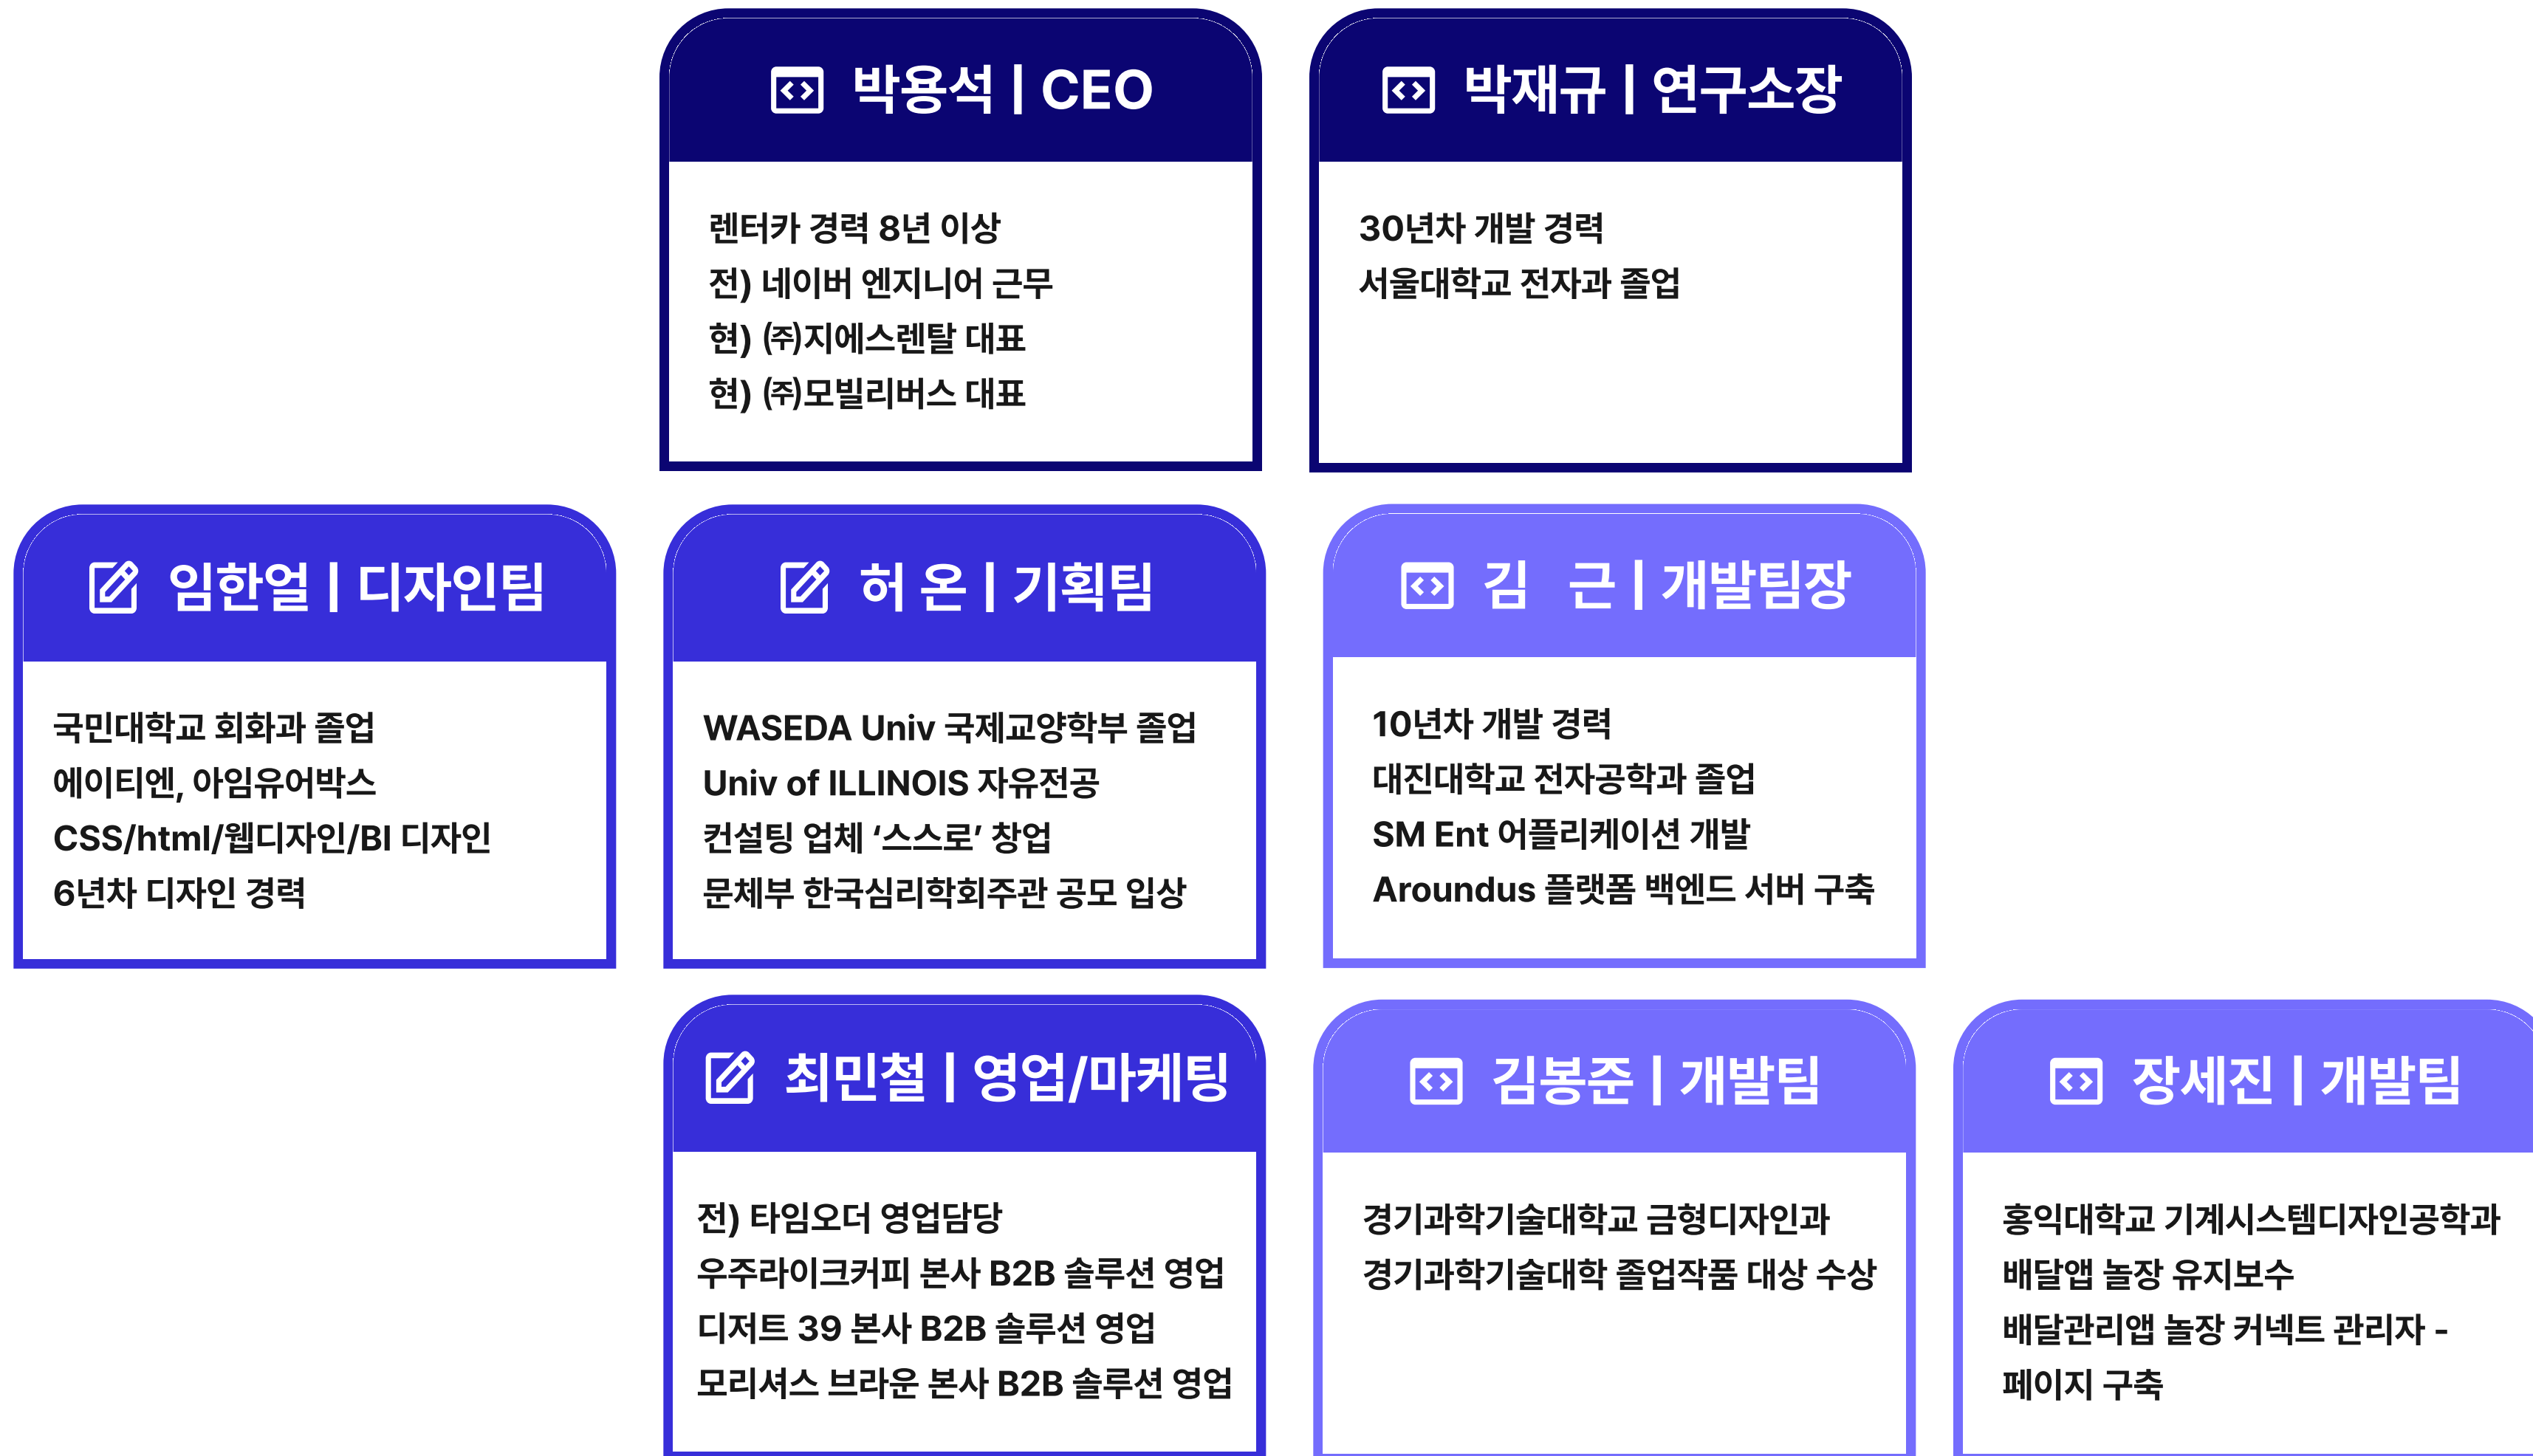 박용석 | CEO
렌터카 경력 8년 이상
전) 네이버 엔지니어 근무
현) ㈜지에스렌탈 대표
현) ㈜모빌리버스 대표
박재규 | 연구소장
30년차 개발 경력
서울대학교 전자과 졸업
임한얼 | 디자인팀
국민대학교 회화과 졸업
에이티엔, 아임유어박스
CSS/html/웹디자인/BI 디자인
6년차 디자인 경력
허 온 | 기획팀
WASEDA Univ 국제교양학부 졸업
Univ of ILLINOIS 자유전공
컨설팅 업체 ‘스스로’ 창업
문체부 한국심리학회주관 공모 입상
김 근 | 개발팀장
10년차 개발 경력
대진대학교 전자공학과 졸업
SM Ent 어플리케이션 개발
Aroundus 플랫폼 백엔드 서버 구축
최민철 | 영업/마케팅
전) 타임오더 영업담당
우주라이크커피 본사 B2B 솔루션 영업
디저트 39 본사 B2B 솔루션 영업
모리셔스 브라운 본사 B2B 솔루션 영업
김봉준 | 개발팀
경기과학기술대학교 금형디자인과
경기과학기술대학 졸업작품 대상 수상
장세진 | 개발팀
홍익대학교 기계시스템디자인공학과
배달앱 놀장 유지보수
배달관리앱 놀장 커넥트 관리자 -
페이지 구축